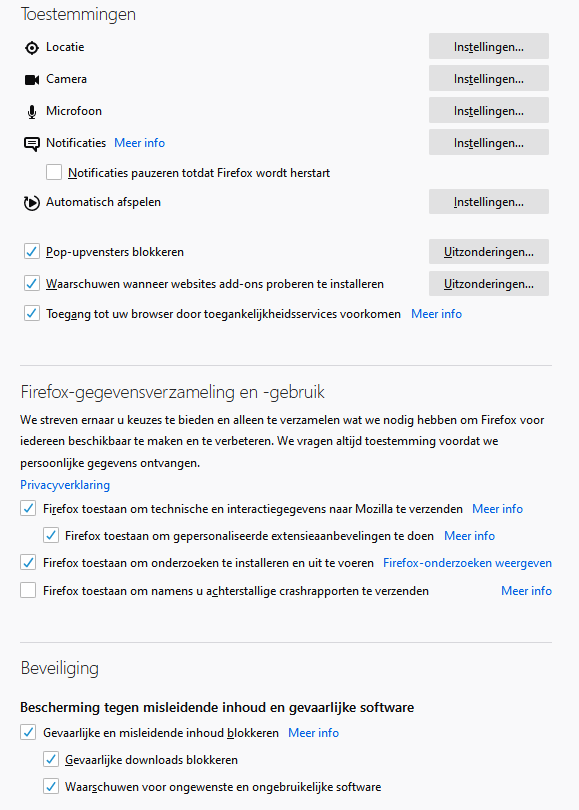 Toestemmingen
Locatie Instellingen...
Camera Instellingen...
Microfoon Instellingen...
Notificaties Meer info Instellingen...
Notificaties pauzeren totdat Firefox wordt herstart
Automatisch afspelen Instellingen...
Pop-upvensters blokkeren Uitzonderingen...
Waarschuwen wanneer websites add-ons proberen te installeren Uitzonderingen...
Toegang tot uw browser door toegankelijkheidsservices voorkomen Meer info
Firefox-gegevensverzameling en -gebruik
We streven ernaar u keuzes te bieden en alleen te verzamelen wat we nodig hebben om Firefox voor
iedereen beschikbaar te maken en te verbeteren. We vragen altijd toestemming voordat we
persoonlijke gegevens ontvangen.
Privacyverklaring
Firefox toestaan om technische en interactiegegevens naar Mozilla te verzenden Meer info
Firefox toestaan om gepersonaliseerde extensieaanbevelingen te doen Meer info
Firefox toestaan om onderzoeken te installeren en uit te voeren Firefox-onderzoeken weergeven
Firefox toestaan om namens u achterstallige crashrapporten te verzenden Meer info
Beveiliging
Bescherming tegen misleidende inhoud en gevaarlijke software
Gevaarlijke en misleidende inhoud blokkeren Meer info
Gevaarlijke downloads blokkeren
Waarschuwen voor ongewenste en ongebruikelijke software